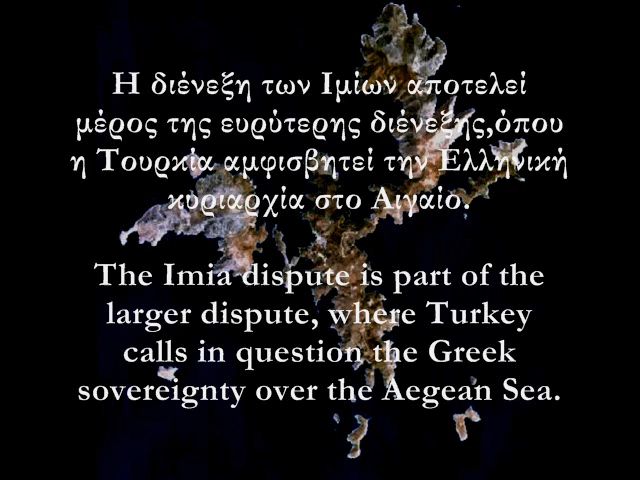 Η διένεξη των Ιμίων αποτελεί
μέρος της ευρύτερης διένεξης,όπου
η Τουρκία αμφισβητεί την Ελληνική
κυριαρχία στο Αιγαίο.
The Imia dispute is part of the
larger dispute, where Turkey
calls in question the Greek
sovereignty over the Aegean Sea.